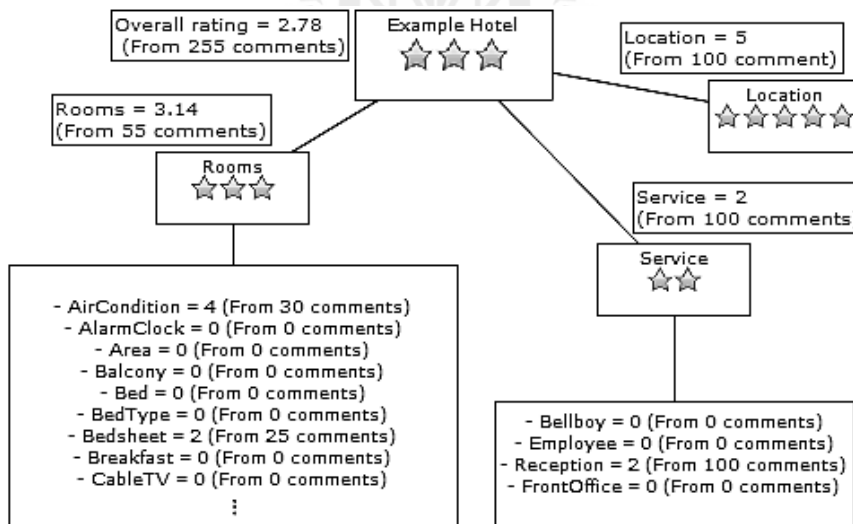 Overall rating = 2.78
(From 255 comments)
Example Hotel
Location = 5
(From 100 comment)
Location
Rooms = 3.14
(From 55 comments)
Rooms
Service = 2
(From 100 comments
Service
- AirCondition = 4 (From 30 comments)
- AlarmClock = 0 (From 0 comments)
- Area = 0 (From 0 comments)
- Balcony = 0 (From 0 comments)
- Bed = 0 (From 0 comments)
- BedType = 0 (From 0 comments)
- Bedsheet = 2 (From 25 comments)
- Breakfast = 0 (From 0 comments)
- CableTV = 0 (From 0 comments)
⋮
- Bellboy = 0 (From 0 comments)
- Employee = 0 (From 0 comments)
- Reception = 2 (From 100 comments)
- FrontOffice = 0 (From 0 comments)